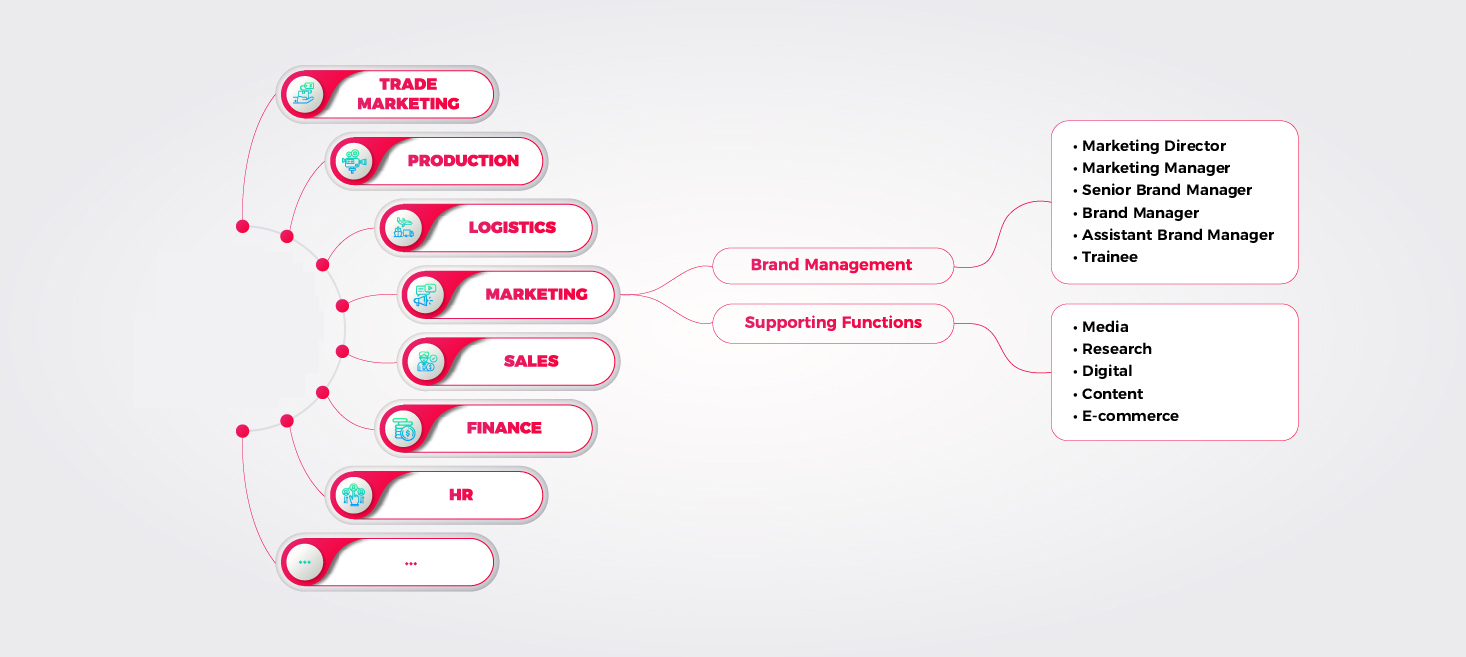 TRADE
MARKETING
PRODUCTION
LOGISTICS
MARKETING
SALES
FINANCE
HR
...
...
Brand Management
Supporting Functions
• Marketing Director
• Marketing Manager
• Senior Brand Manager
• Brand Manager
• Assistant Brand Manager
• Trainee
• Media
• Research
• Digital
• Content
• E-commerce